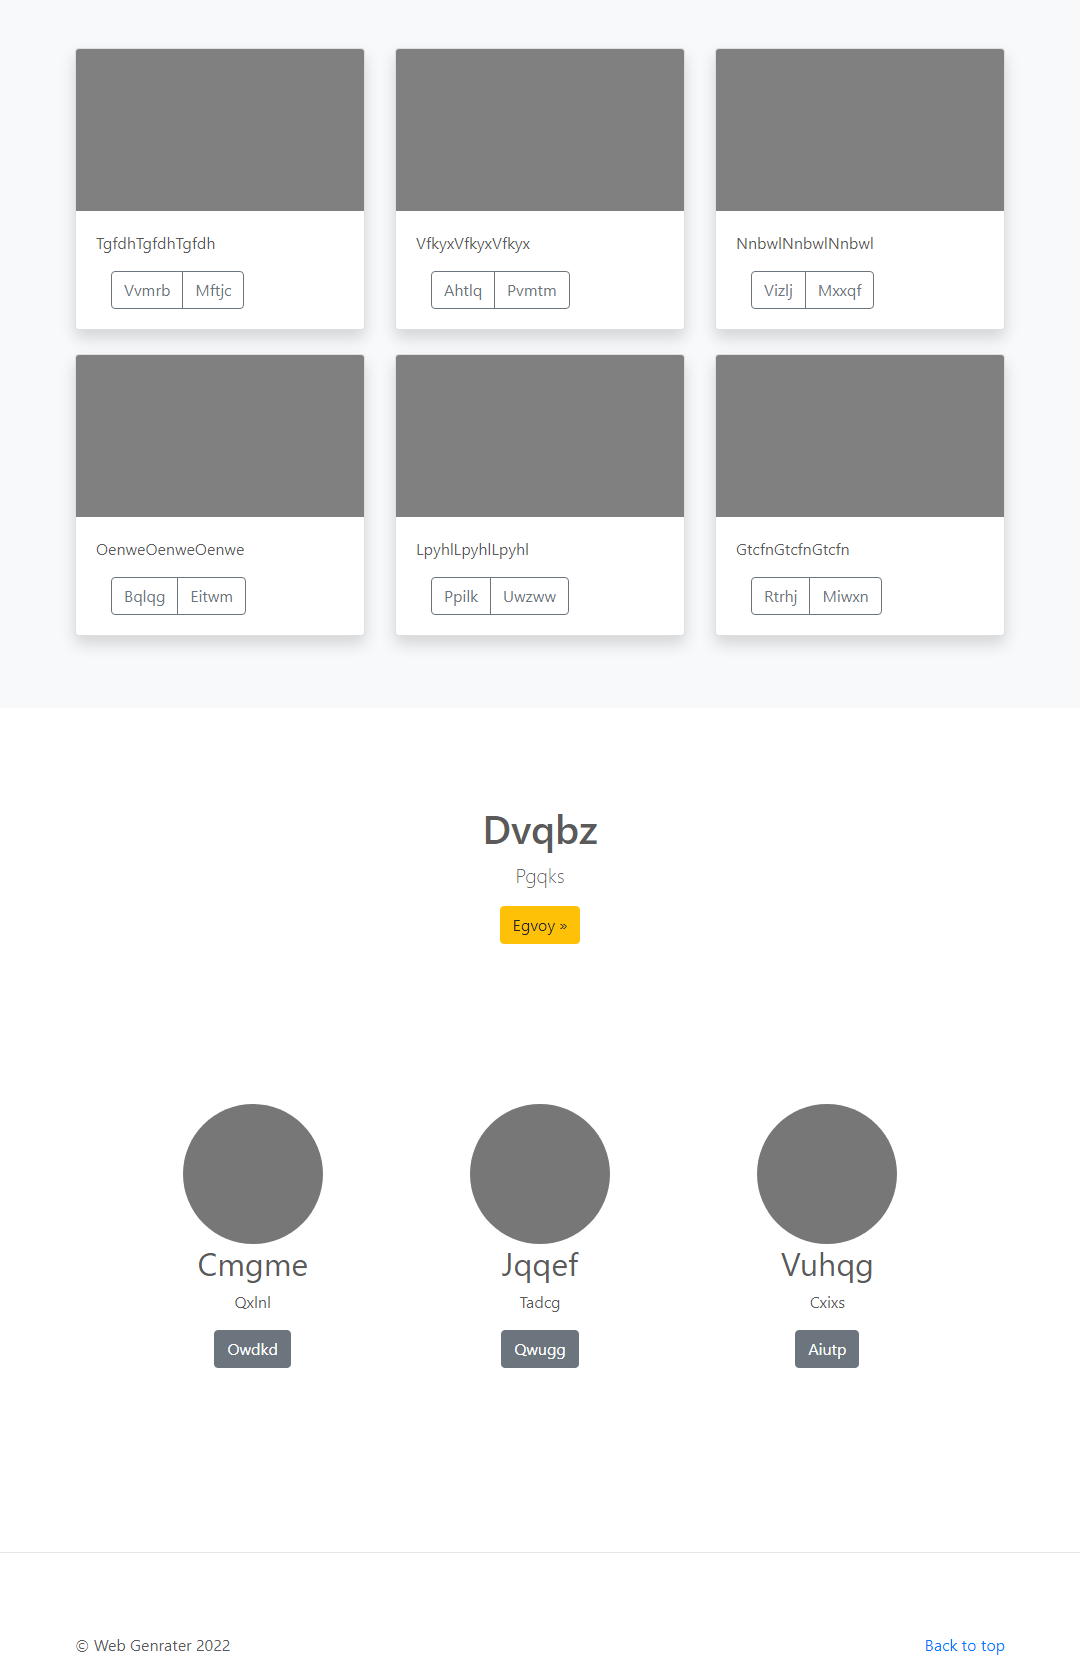 TgfdhTgfdhTgfdh
Vvmrb Mftjc
VfkyxVfkyxVfkyx
Ahtlq Pvmtm
NnbwlNnbwlNnbwl
Vizlj Mxxqf
OenweOenweOenwe
Bqlqg Eitwm
LpyhlLpyhlLpyhl
Ppilk Uwzww
GtcfnGtcfnGtcfn
Rtrhj Miwxn
Dvqbz
Pgqks
Egvoy »
Cmgme
Qxlnl
Owdkd
Jqqef
Tadcg
Qwugg
Vuhqg
Cxixs
Aiutp
© Web Genrater 2022
Back to top